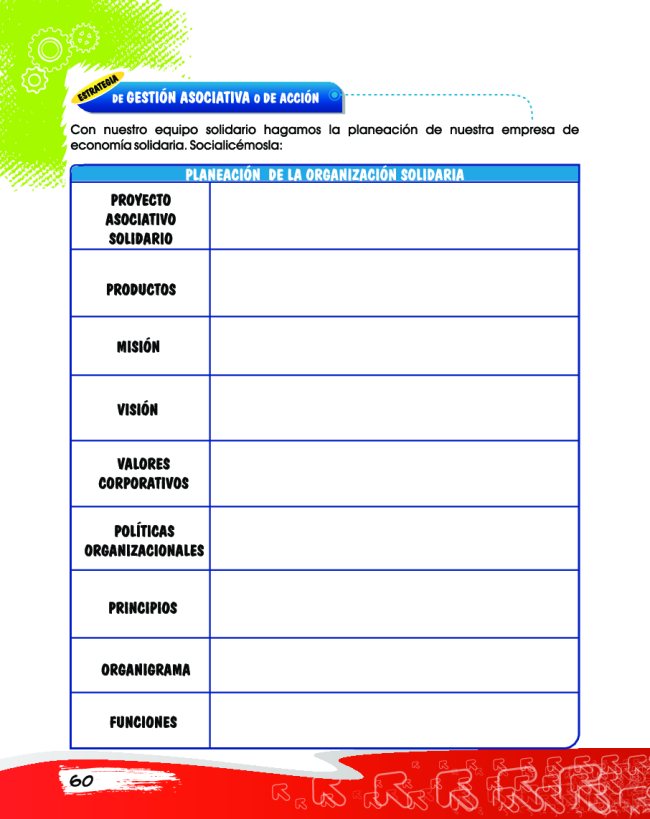 ESTRATEGIA
DE GESTIÓN ASOCIATIVA O DE ACCIÓN
Con nuestro equipo solidario hagamos la planeación de nuestra empresa de
economía solidaria. Socialicémosla:
PLANEACIÓN DE LA ORGANIZACIÓN SOLIDARIA
PROYECTO
ASOCIATIVO
SOLIDARIO
PRODUCTOS
MISIÓN
VISIÓN
VALORES
CORPORATIVOS
POLÍTICAS
ORGANIZACIONALES
PRINCIPIOS
ORGANIGRAMA
FUNCIONES
60